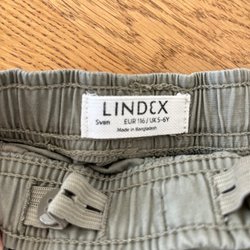 LINDEX
Sven EUR 116 / UK 5-6Y
Made in Bangladesh